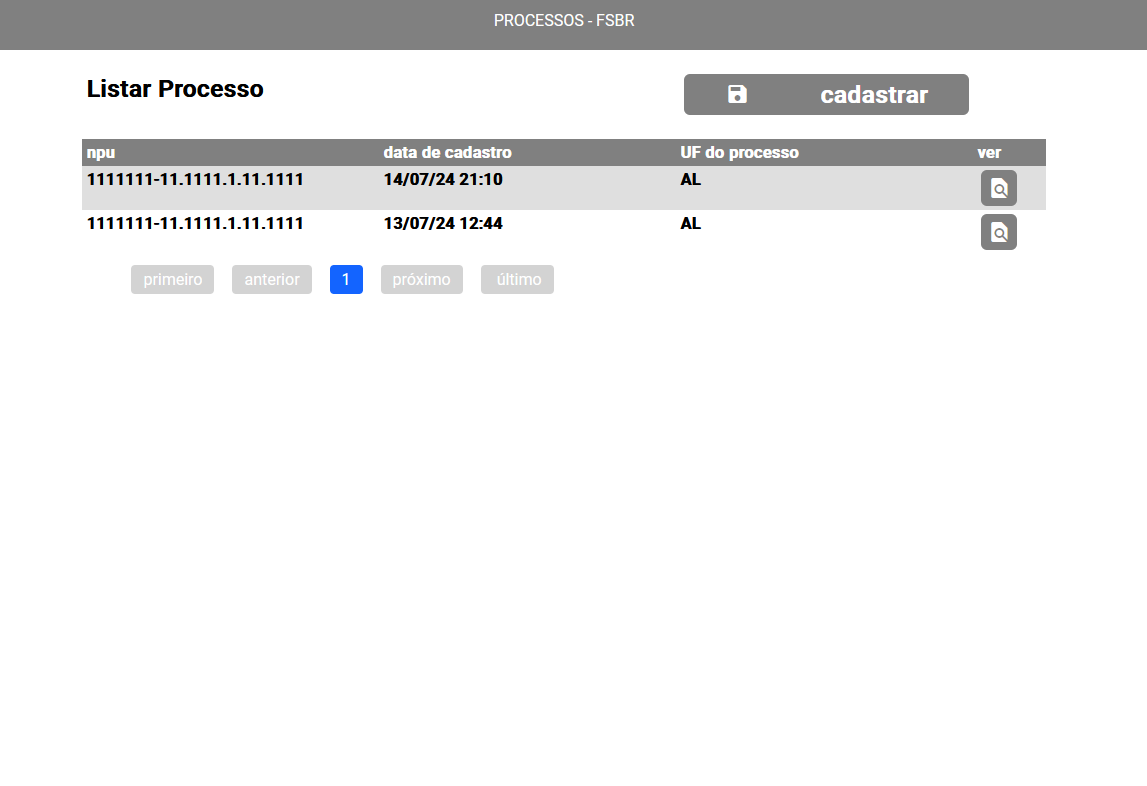 PROCESSOS - FSBR
Listar Processo
cadastrar
npu data de cadastro UF do processo ver
1111111-11.1111.1.11.1111 14/07/24 21:10 AL
1111111-11.1111.1.11.1111 13/07/24 12:44 AL
primeiro anterior 1 próximo último